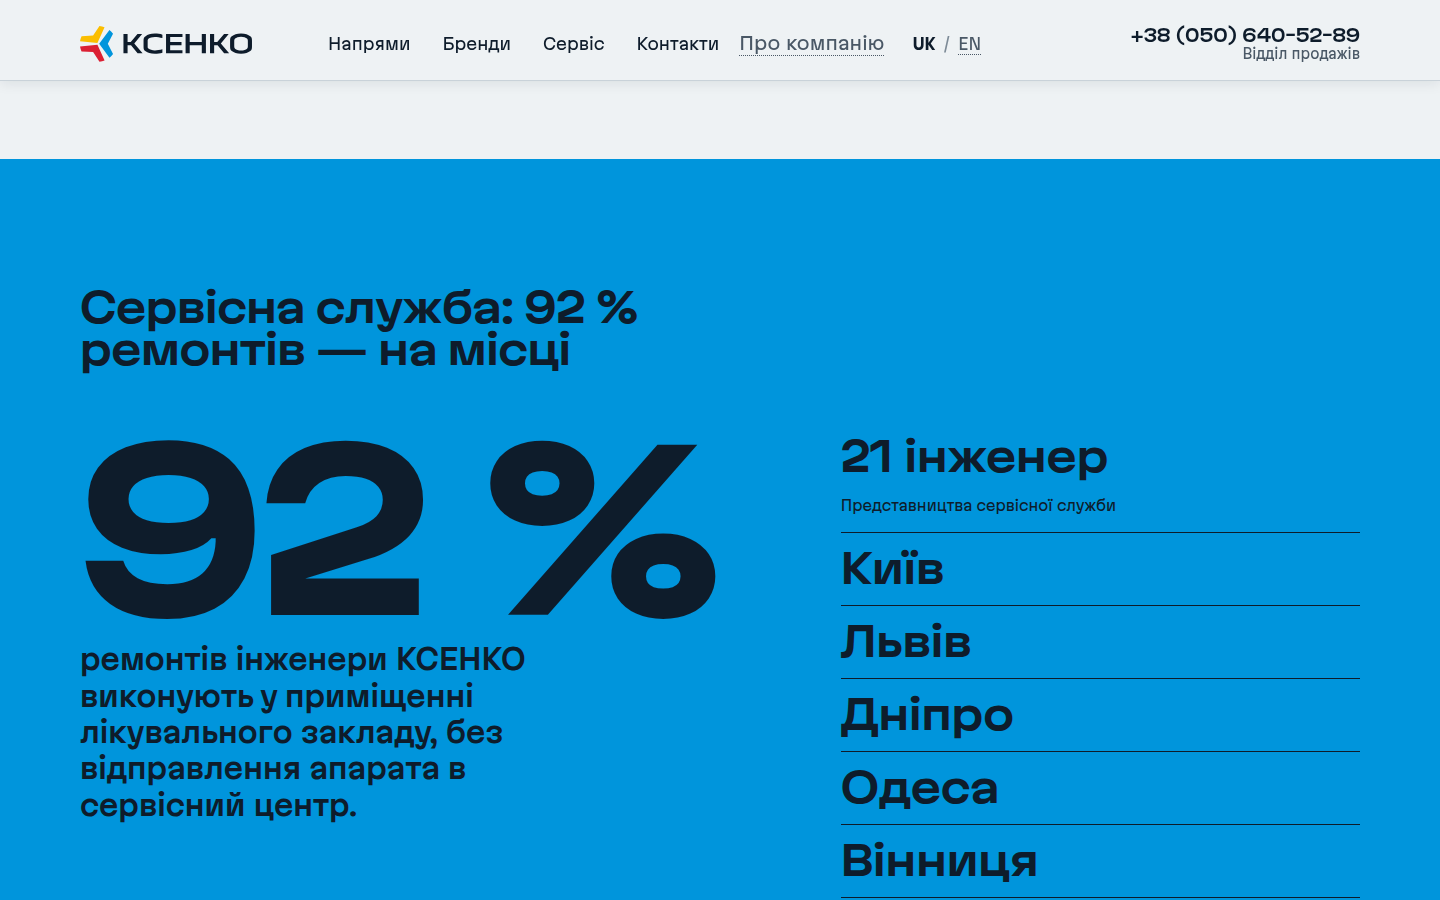 КСЕНКО
Напрями Бренди Сервіс Контакти Про компанію UK / EN
+38 (050) 640-52-89
Відділ продажів
Сервісна служба: 92 %
ремонтів — на місці
92 %
ремонтів інженери КСЕНКО
виконують у приміщенні
лікувального закладу, без
відправлення апарата в
сервісний центр.
21 інженер
Представництва сервісної служби
Київ
Львів
Дніпро
Одеса
Вінниця